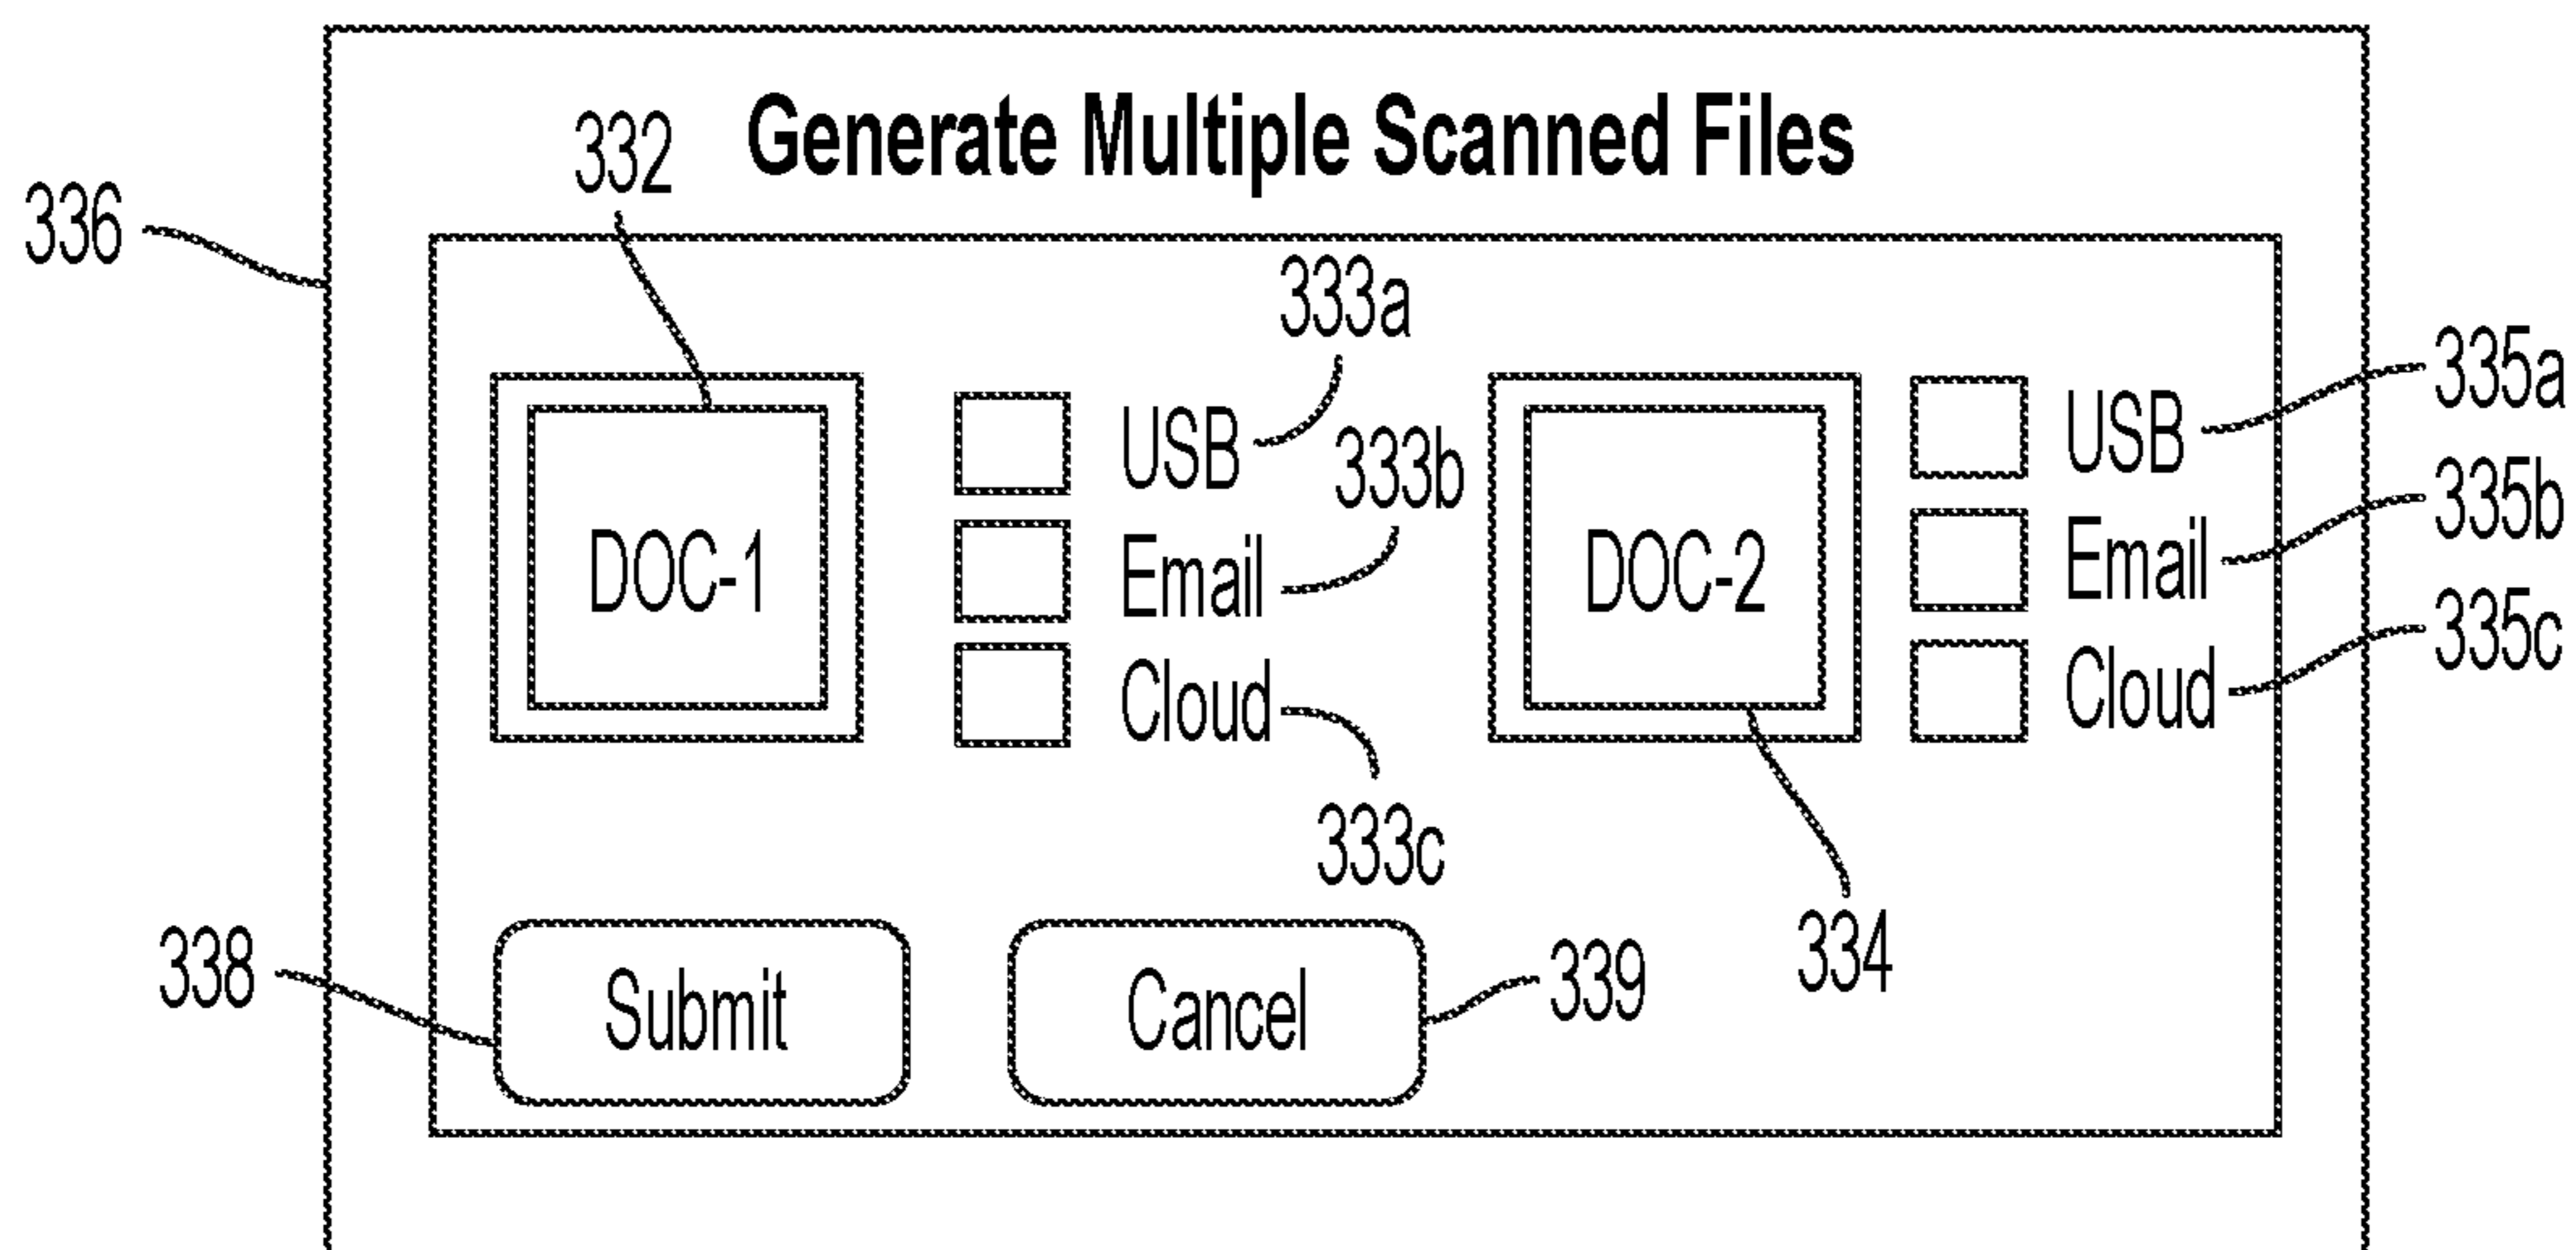 Generate Multiple Scanned Files
332
336
333a
335a
USB
USB
333b
335b
DOC-1
Email
DOC-2
Email
335c
Cloud
Cloud
333c
334
338
Submit
Cancel
339